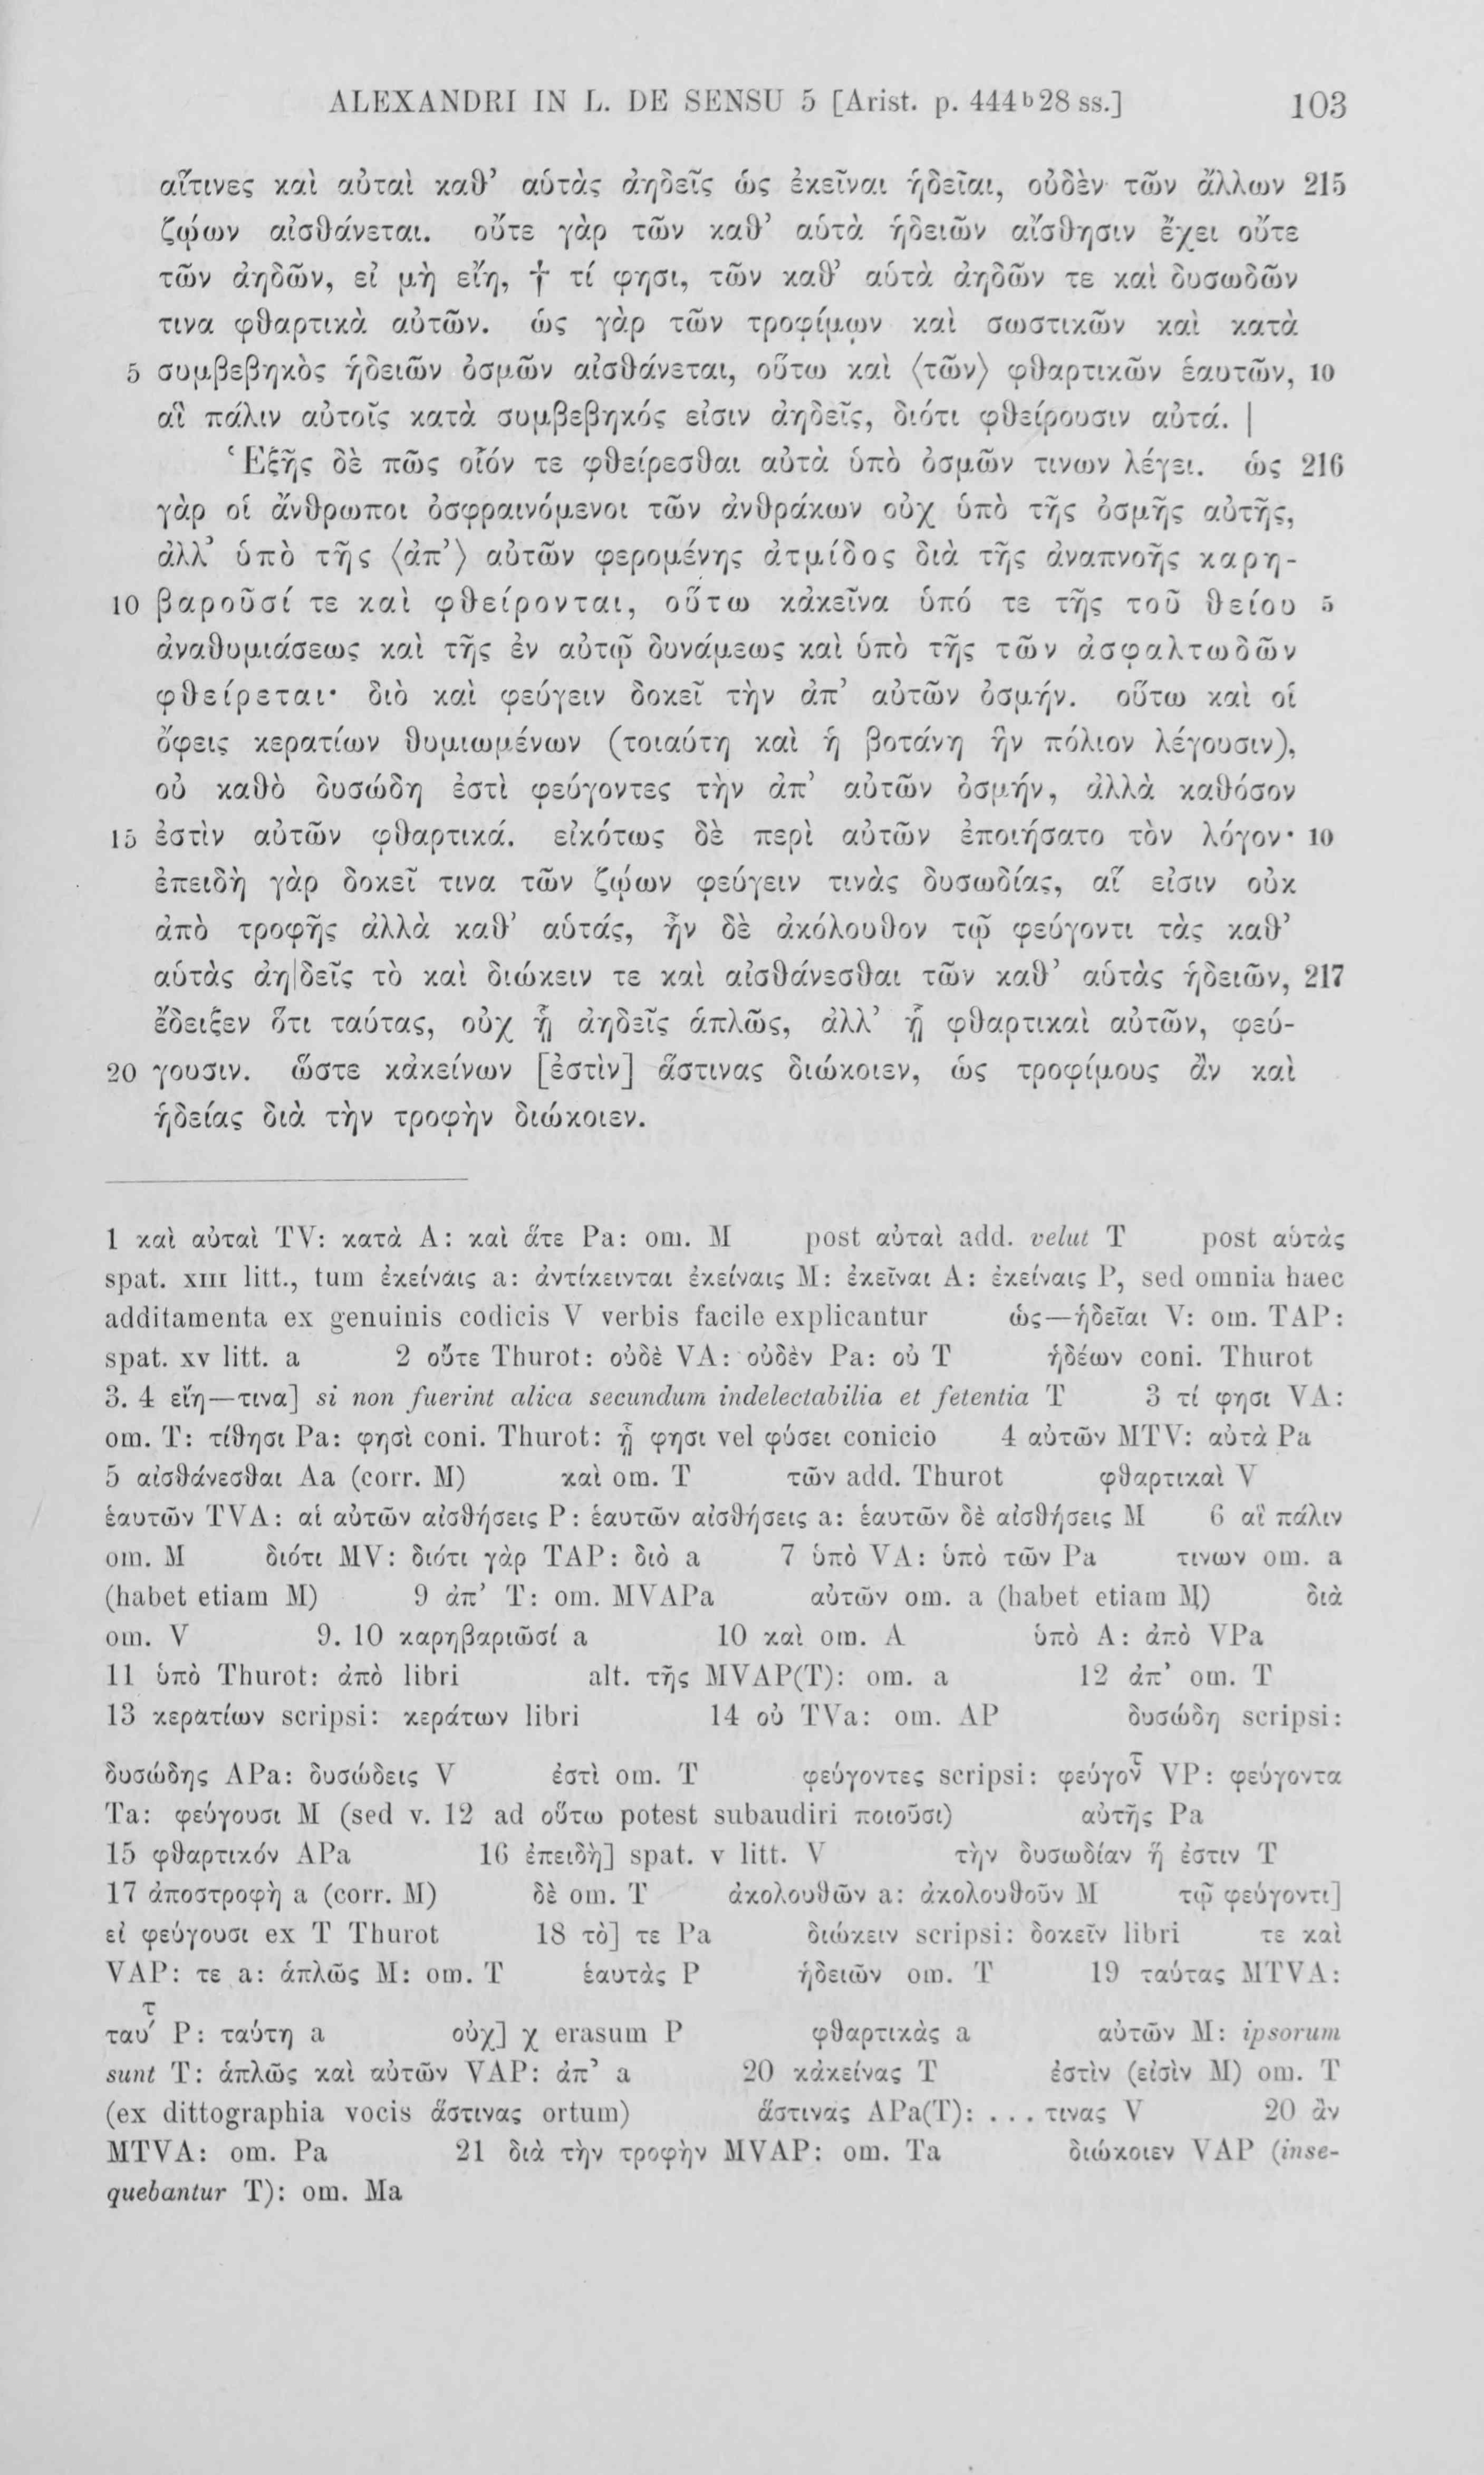 ALEXANDRI IN L. DE SENSU 5 [Arist. p. 444ᵇ28 ss.] 103
αἵτινες καὶ αὐταὶ καθ’ αὑτὰς ἀηδεῖς ὡς ἐκεῖναι ἡδεῖαι, οὐδὲν τῶν ἄλλων 215
ζῴων αἰσθάνεται. οὔτε γὰρ τῶν καθ’ αὑτὰ ἡδειῶν αἴσθησιν ἔχει οὔτε
τῶν ἀηδῶν, εἰ μὴ εἴη, † τί φησι, τῶν καθ’ αὑτὰ ἀηδῶν τε καὶ δυσωδῶν
τινα φθαρτικὰ αὐτῶν. ὡς γὰρ τῶν τροφίμων καὶ σωστικῶν καὶ κατὰ
5 συμβεβηκὸς ἡδειῶν ὀσμῶν αἰσθάνεται, οὕτω καὶ ⟨τῶν⟩ φθαρτικῶν ἑαυτῶν, 10
αἳ πάλιν αὐτοῖς κατὰ συμβεβηκός εἰσιν ἀηδεῖς, διότι φθείρουσιν αὐτά. |
Ἑξῆς δὲ πῶς οἷόν τε φθείρεσθαι αὐτὰ ὑπὸ ὀσμῶν τινων λέγει. ὡς 216
γὰρ οἱ ἄνθρωποι ὀσφραινόμενοι τῶν ἀνθράκων οὐχ ὑπὸ τῆς ὀσμῆς αὐτῆς,
ἀλλ’ ὑπὸ τῆς ⟨ἀπ’⟩ αὐτῶν φερομένης ἀτμίδος διὰ τῆς ἀναπνοῆς καρη-
10 βαροῦσί τε καὶ φθείρονται, οὕτω κἀκεῖνα ὑπό τε τῆς τοῦ θείου 5
ἀναθυμιάσεως καὶ τῆς ἐν αὐτῷ δυνάμεως καὶ ὑπὸ τῆς τῶν ἀσφαλτωδῶν
φθείρεται· διὸ καὶ φεύγειν δοκεῖ τὴν ἀπ’ αὐτῶν ὀσμήν. οὕτω καὶ οἱ
ὄφεις κερατίων θυμιωμένων (τοιαύτη καὶ ἡ βοτάνη ἣν πόλιον λέγουσιν),
οὐ καθὸ δυσώδη ἐστὶ φεύγοντες τὴν ἀπ’ αὐτῶν ὀσμήν, ἀλλὰ καθόσον
15 ἐστὶν αὐτῶν φθαρτικά. εἰκότως δὲ περὶ αὐτῶν ἐποιήσατο τὸν λόγον· 10
ἐπειδὴ γὰρ δοκεῖ τινα τῶν ζῴων φεύγειν τινὰς δυσωδίας, αἵ εἰσιν οὐκ
ἀπὸ τροφῆς ἀλλὰ καθ’ αὑτάς, ἦν δὲ ἀκόλουθον τῷ φεύγοντι τὰς καθ’
αὑτὰς ἀη|δεῖς τὸ καὶ διώκειν τε καὶ αἰσθάνεσθαι τῶν καθ’ αὑτὰς ἡδειῶν, 217
ἔδειξεν ὅτι ταύτας, οὐχ ᾗ ἀηδεῖς ἁπλῶς, ἀλλ’ ᾗ φθαρτικαὶ αὐτῶν, φεύ-
20 γουσιν. ὥστε κἀκείνων [ἐστὶν] ἅστινας διώκοιεν, ὡς τροφίμους ἂν καὶ
ἡδείας διὰ τὴν τροφὴν διώκοιεν.
1 καὶ αὐταὶ TV: κατὰ A: καὶ ἅτε Pa: om. M post αὐταὶ add. velut T post αὑτὰς
spat. XIII litt., tum ἐκείναις a: ἀντίκεινται ἐκείναις M: ἐκεῖναι A: ἐκείναις P, sed omnia haec
additamenta ex genuinis codicis V verbis facile explicantur ὡς—ἡδεῖαι V: om. TAP:
spat. XV litt. a 2 οὔτε Thurot: οὐδὲ VA: οὐδὲν Pa: οὐ T ἡδέων coni. Thurot
3. 4 εἴη—τινα] si non fuerint alica secundum indelectabilia et fetentia T 3 τί φησι VA:
om. T: τίθησι Pa: φησὶ coni. Thurot: ᾗ φησι vel φύσει conicio 4 αὐτῶν MTV: αὐτὰ Pa
5 αἰσθάνεσθαι Aa (corr. M) καὶ om. T τῶν add. Thurot φθαρτικαὶ V
ἑαυτῶν TVA: αἱ αὐτῶν αἰσθήσεις P: ἑαυτῶν αἰσθήσεις a: ἑαυτῶν δὲ αἰσθήσεις M 6 αἳ πάλιν
om. M διότι MV: διότι γὰρ TAP: διὸ a 7 ὑπὸ VA: ὑπὸ τῶν Pa τινων om. a
(habet etiam M) 9 ἀπ’ T: om. MVAPa αὐτῶν om. a (habet etiam M) διὰ
om. V 9. 10 καρηβαριῶσί a 10 καὶ om. A ὑπὸ A: ἀπὸ VPa
11 ὑπὸ Thurot: ἀπὸ libri alt. τῆς MVAP(T): om. a 12 ἀπ’ om. T
13 κερατίων scripsi: κεράτων libri 14 οὐ TVa: om. AP δυσώδη scripsi:
δυσώδης APa: δυσώδεις V ἐστὶ om. T φεύγοντες scripsi: φεύγον͂τ VP: φεύγοντα
Ta: φεύγουσι M (sed v. 12 ad οὕτω potest subaudiri ποιοῦσι) αὐτῆς Pa
15 φθαρτικόν APa 16 ἐπειδὴ] spat. V litt. V τὴν δυσωδίαν ἥ ἐστιν T
17 ἀποστροφὴ a (corr. M) δὲ om. T ἀκολουθῶν a: ἀκολουθοῦν M τῷ φεύγοντι]
εἰ φεύγουσι ex T Thurot 18 τὸ] τε Pa διώκειν scripsi: δοκεῖν libri τε καὶ
VAP: τε a: ἁπλῶς M: om. T ἑαυτὰς P ἡδειῶν om. T 19 ταύτας MTVA:
ταύτ P: ταύτη a οὐχ] χ erasum P φθαρτικὰς a αὐτῶν M: ipsorum
sunt T: ἁπλῶς καὶ αὐτῶν VAP: ἀπ’ a 20 κἀκείνας T ἐστὶν (εἰσὶν M) om. T
(ex dittographia vocis ἅστινας ortum) ἅστινας APa(T): ... τινας V 20 ἂν
MTVA: om. Pa 21 διὰ τὴν τροφὴν MVAP: om. Ta διώκοιεν VAP (inse-
quebantur T): om. Ma